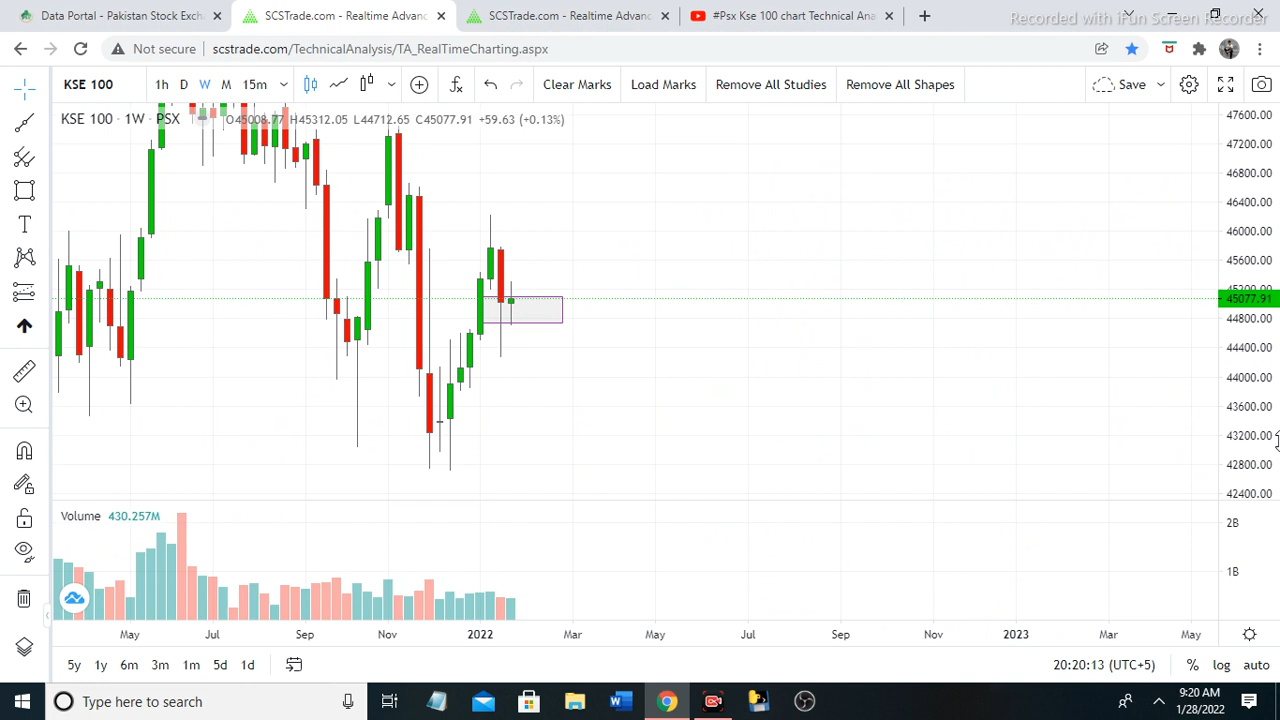 Data Portal - Pakistan Stock Exch
SCSTrade.com - Realtime Advanc
SCSTrade.com - Realtime Advanc
#Psx Kse 100 chart Technical Ana
Recorded with iFun Screen Recorder
Not secure
scstrade.com/TechnicalAnalysis/TA_RealTimeCharting.aspx
KSE 100
1h D W M 15m
Clear Marks
Load Marks
Remove All Studies
Remove All Shapes
Save
KSE 100 · 1W · PSX
O45008.77 H45312.05 L44712.65 C45077.91 +59.63 (+0.13%)
47600.00
47200.00
46800.00
46400.00
46000.00
45600.00
45077.91
44800.00
44400.00
44000.00
43600.00
43200.00
42800.00
42400.00
Volume 430.257M
2B
1B
May Jul Sep Nov 2022 Mar May Jul Sep Nov 2023 Mar May
5y 1y 6m 3m 1m 5d 1d
20:20:13 (UTC+5)
% log auto
Type here to search
9:20 AM
1/28/2022